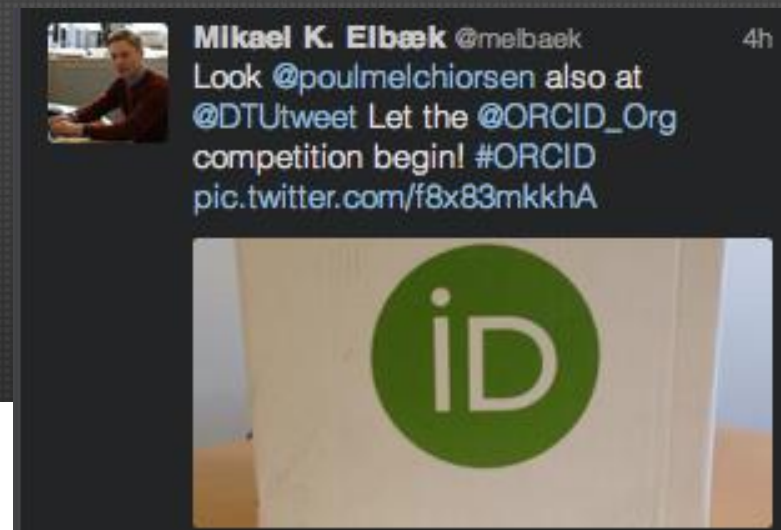 Mikael K. Elbæk @melbaek 4h
Look @poulmelchiorsen also at
@DTUtweet Let the @ORCID_Org
competition begin! #ORCID
pic.twitter.com/f8x83mkkhA
iD